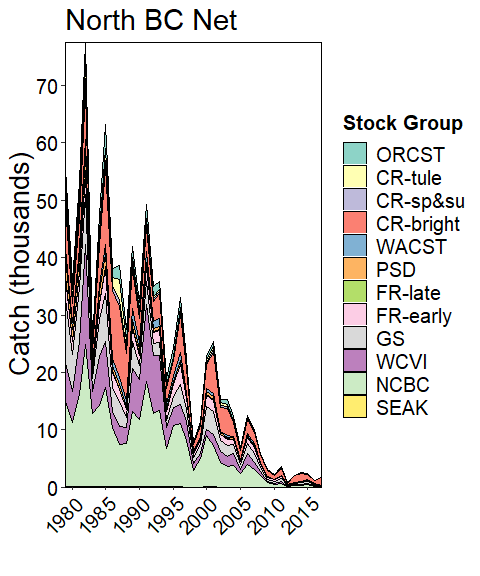 North BC Net
Catch (thousands)
70
60
50
40
30
20
10
0
1980
1985
1990
1995
2000
2005
2010
2015
Stock Group
ORCST
CR-tule
CR-sp&su
CR-bright
WACST
PSD
FR-late
FR-early
GS
WCVI
NCBC
SEAK